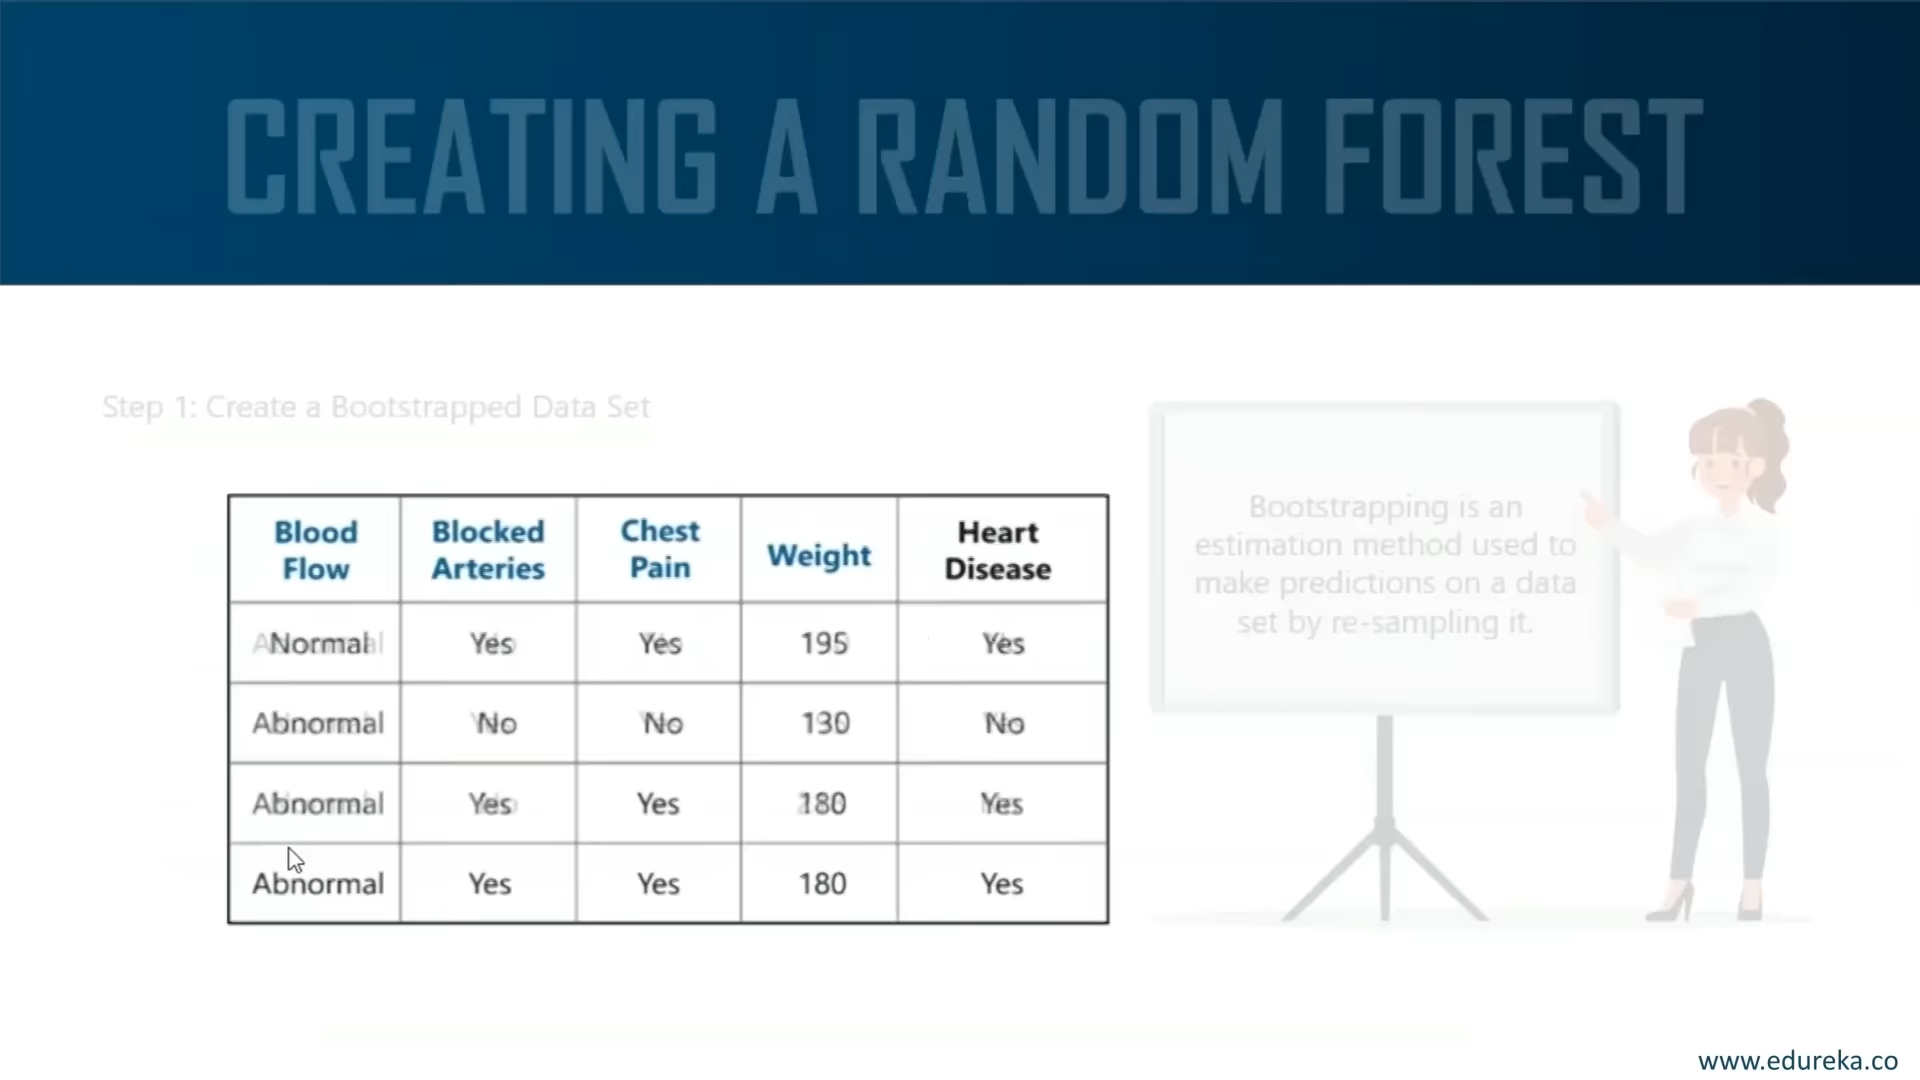 CREATING A RANDOM FOREST
Step 1: Create a Bootstrapped Data Set
Blood Flow Blocked Arteries Chest Pain Weight Heart Disease
Normal Yes Yes 195 Yes
Abnormal No No 130 No
Abnormal Yes Yes 180 Yes
Abnormal Yes Yes 180 Yes
Bootstrapping is an
estimation method used to
make predictions on a data
set by re-sampling it.
www.edureka.co